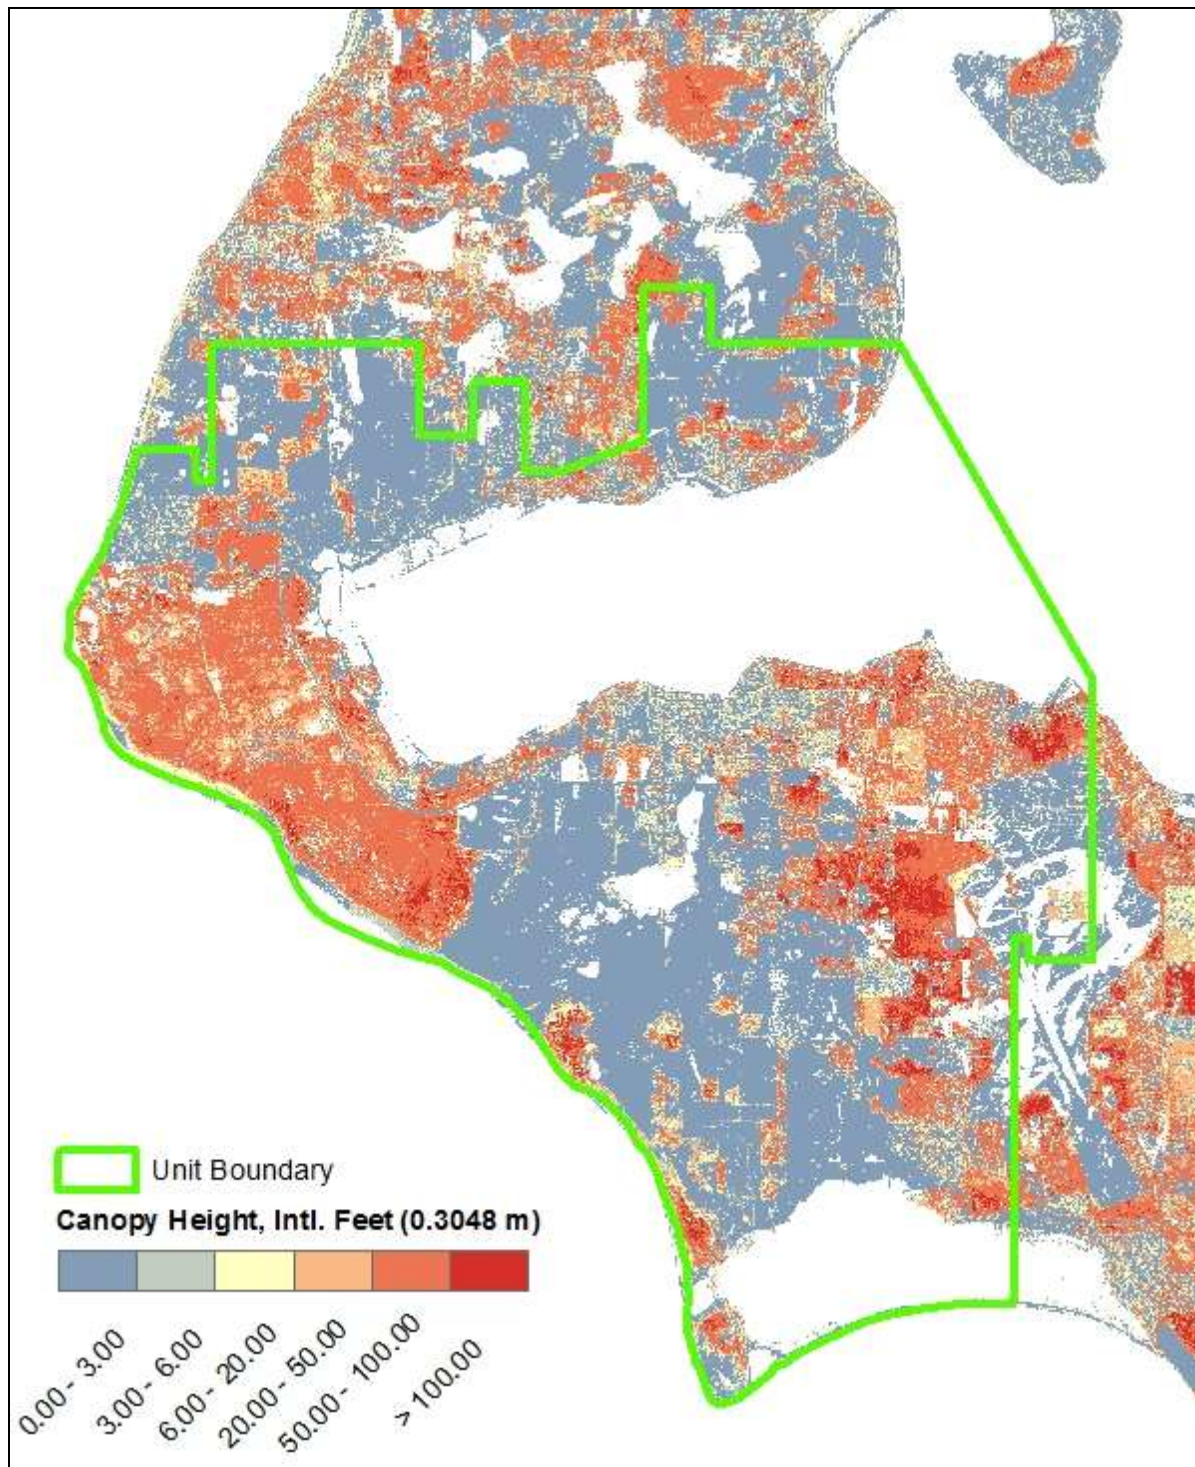 Unit Boundary
Canopy Height, Intl. Feet (0.3048 m)
0.00 - 3.00
3.00 - 6.00
6.00 - 20.00
20.00 - 50.00
50.00 - 100.00
> 100.00